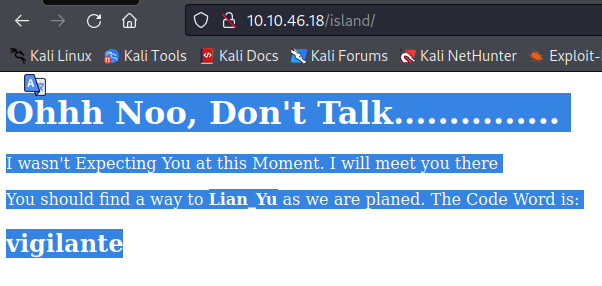 10.10.46.18/island/
Kali Linux Kali Tools Kali Docs Kali Forums Kali NetHunter Exploit-
Ohhh Noo, Don't Talk...............
I wasn't Expecting You at this Moment. I will meet you there
You should find a way to Lian_Yu as we are planed. The Code Word is:
vigilante